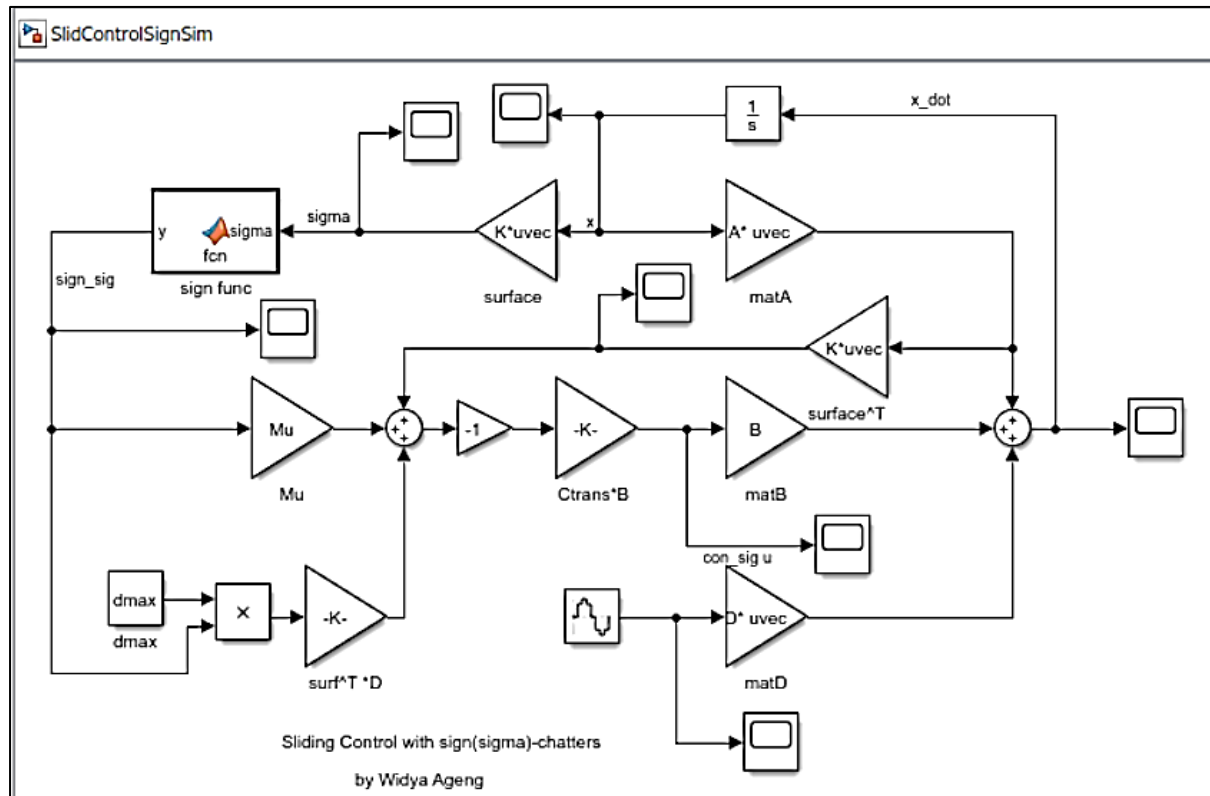 SlidControlSignSim
x_dot
1
s
sigma
x
y
sigma
fcn
K*uvec
A* uvec
sign_sig
sign func
surface
matA
K*uvec
surface^T
Mu
-1
-K-
B
Mu
Ctrans*B
matB
con_sig u
dmax
×
-K-
D* uvec
dmax
surf^T *D
matD
Sliding Control with sign(sigma)-chatters
by Widya Ageng